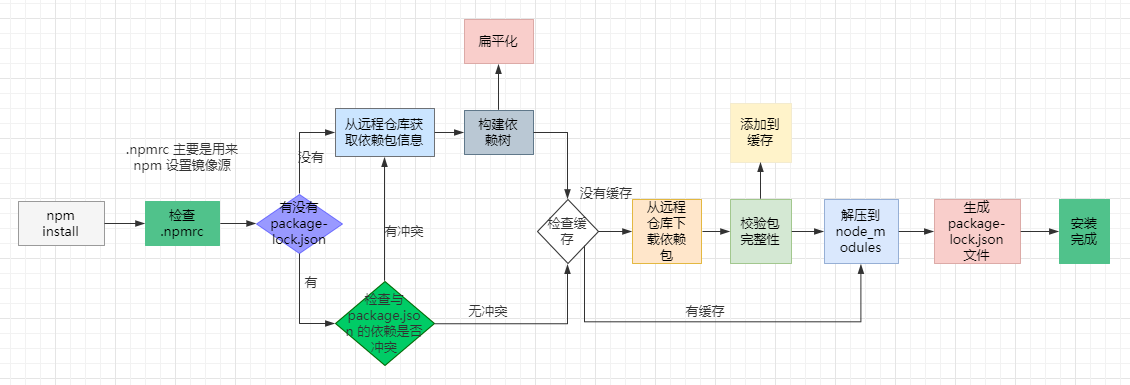 扁平化
从远程仓库获
取依赖包信息
构建依
赖树
添加到
缓存
.npmrc 主要是用来
npm 设置镜像源
没有
没有缓存
npm
install
检查
.npmrc
有没有
package-
lock.json
有冲突
检查缓
存
从远程
仓库下
载依赖
包
校验包
完整性
解压到
node_m
odules
生成
package-
lock.json
文件
安装
完成
有
检查与
package.jso
n 的依赖是否
冲突
无冲突
有缓存